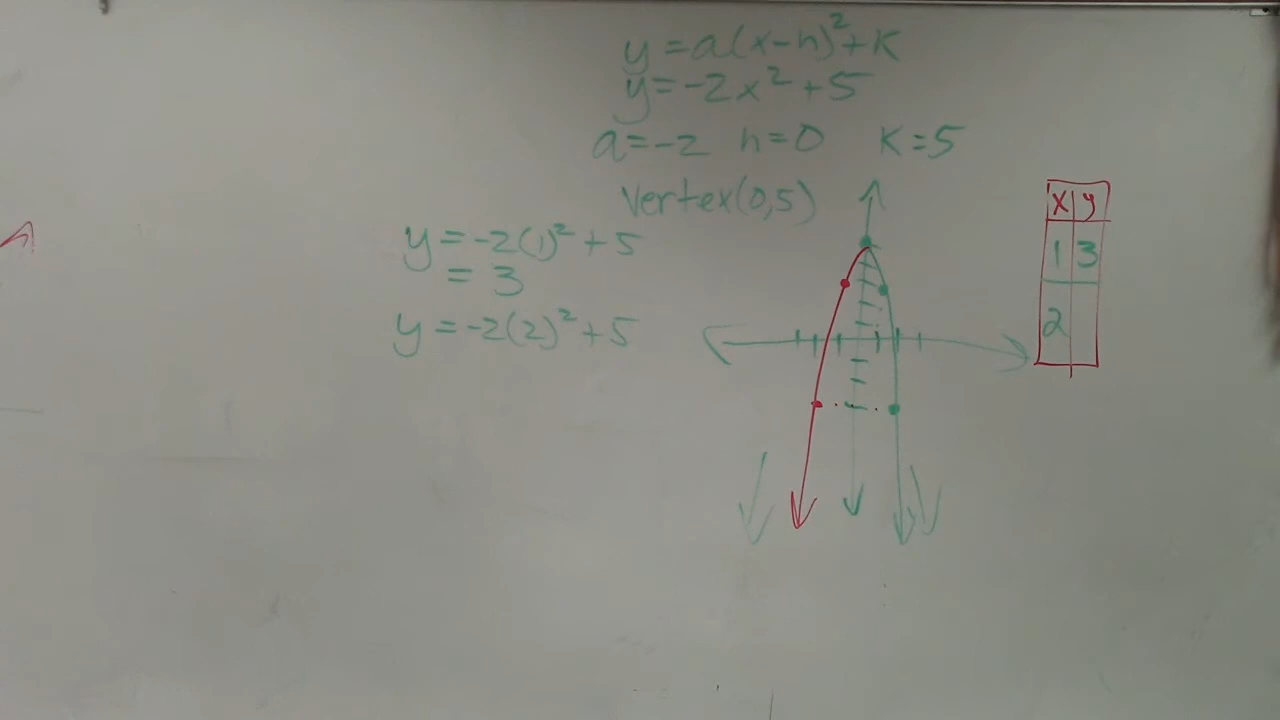 y = a(x-h)²+K
y = -2x²+5
a=-2 h=0 K=5
Vertex(0,5)
y = -2(1)² +5
= 3
y = -2(2)² +5
x y
1 3
2